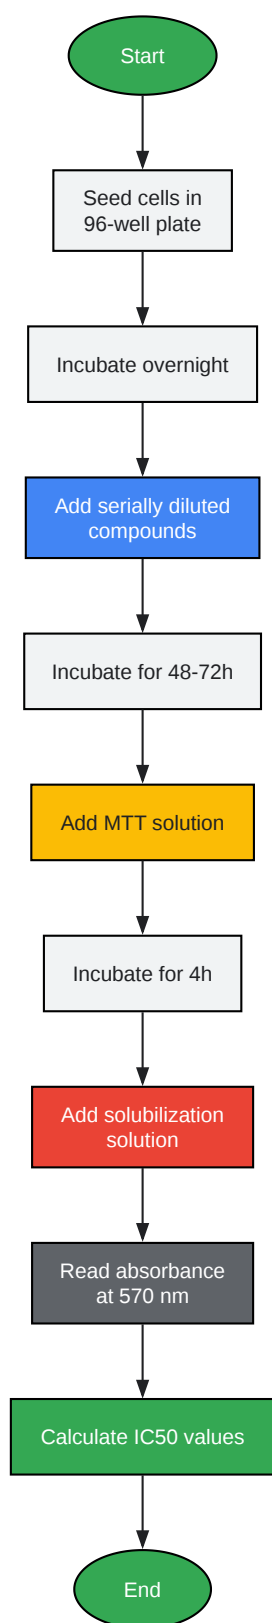 Start
Seed cells in
96-well plate
Incubate overnight
Add serially diluted
compounds
Incubate for 48-72h
Add MTT solution
Incubate for 4h
Add solubilization
solution
Read absorbance
at 570 nm
Calculate IC50 values
End